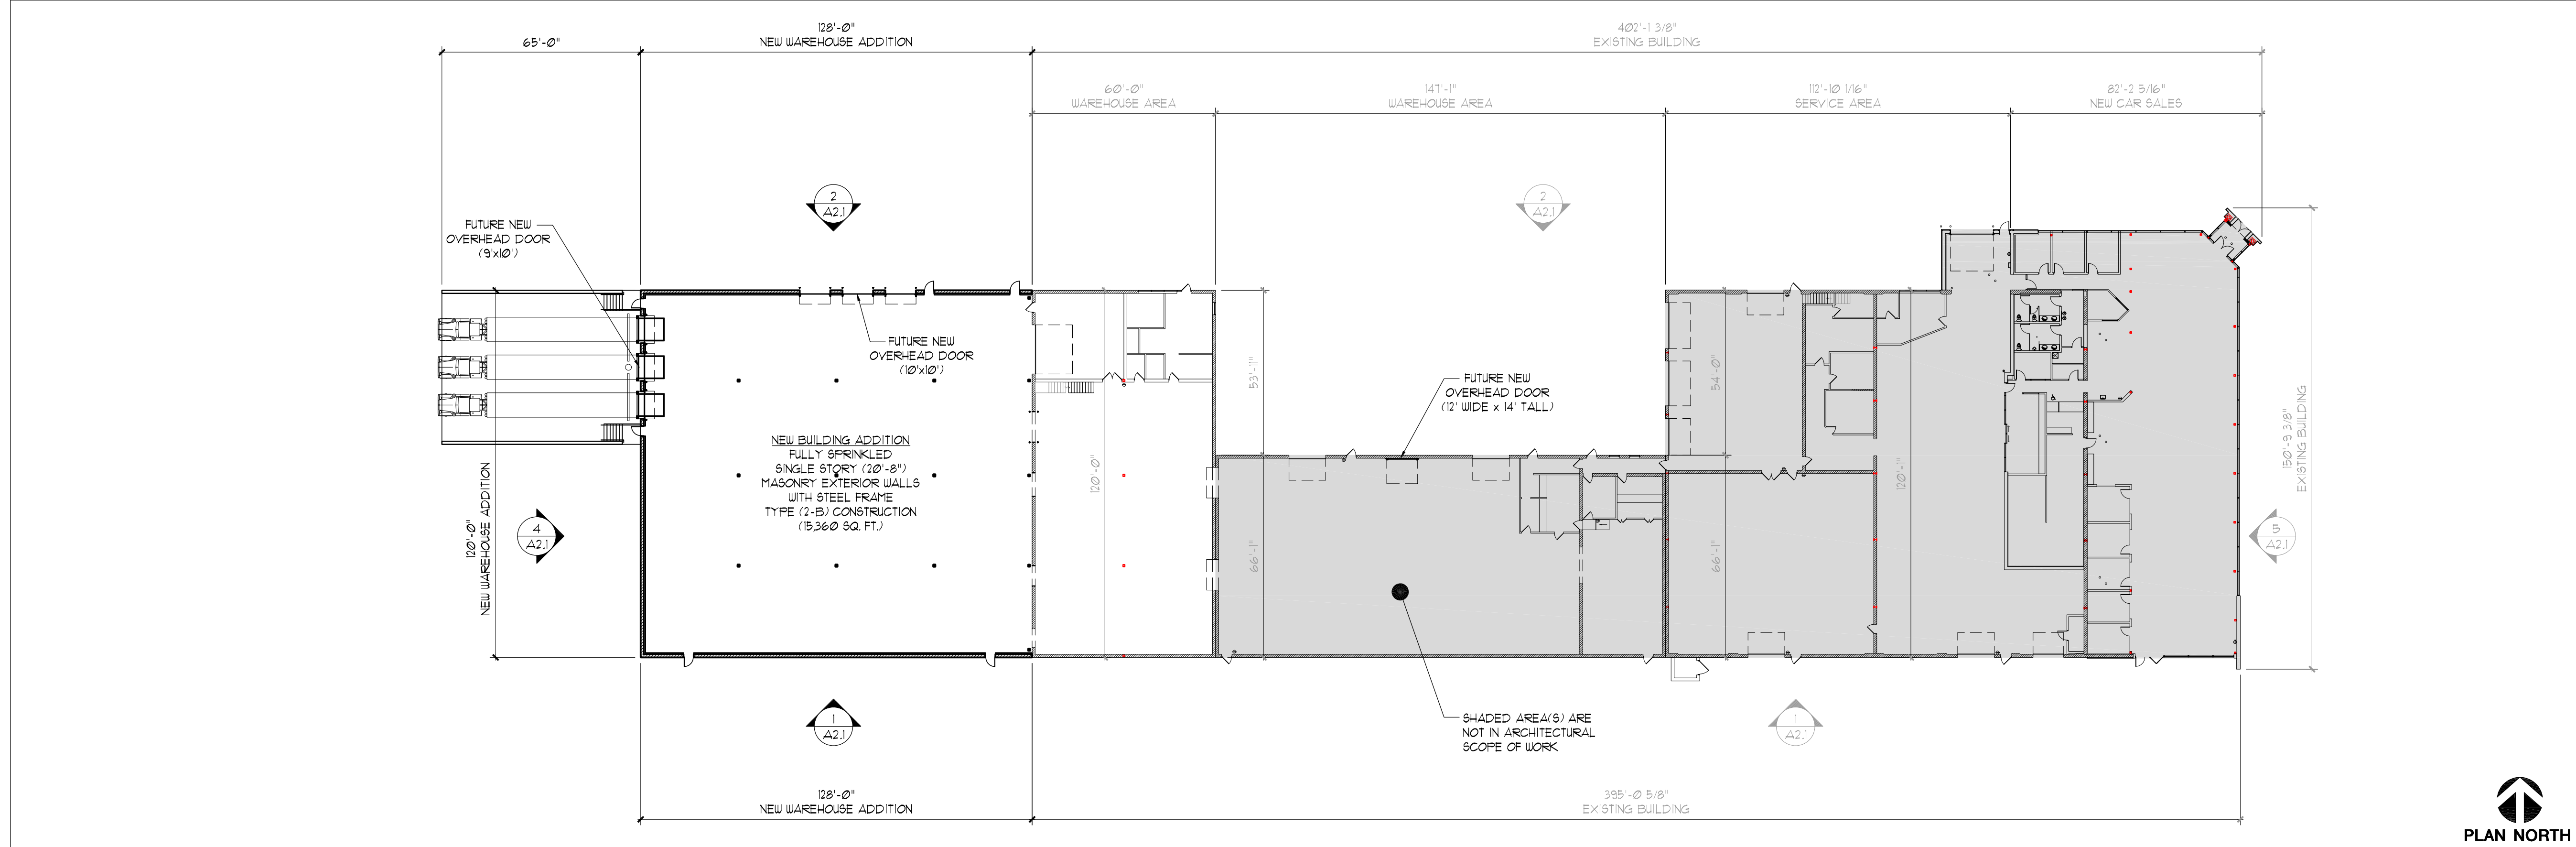 128'-0"
NEW WAREHOUSE ADDITION
65'-0"
402'-1 3/8"
EXISTING BUILDING
60'-0"
WAREHOUSE AREA
147'-1"
WAREHOUSE AREA
112'-10 1/16"
SERVICE AREA
82'-2 5/16"
NEW CAR SALES
2
A2.1
2
A2.1
FUTURE NEW
OVERHEAD DOOR
(9'x10')
FUTURE NEW
OVERHEAD DOOR
(10'x10')
FUTURE NEW
OVERHEAD DOOR
(12' WIDE x 14' TALL)
53'-11"
54'-0"
NEW BUILDING ADDITION
FULLY SPRINKLED
SINGLE STORY (20'-8")
MASONRY EXTERIOR WALLS
WITH STEEL FRAME
TYPE (2-B) CONSTRUCTION
(15,360 SQ. FT.)
120'-0"
NEW WAREHOUSE ADDITION
120'-0"
66'-1"
66'-1"
120'-1"
150'-9 3/8"
EXISTING BUILDING
4
A2.1
5
A2.1
1
A2.1
SHADED AREA(S) ARE
NOT IN ARCHITECTURAL
SCOPE OF WORK
1
A2.1
128'-0"
NEW WAREHOUSE ADDITION
395'-0 5/8"
EXISTING BUILDING
PLAN NORTH